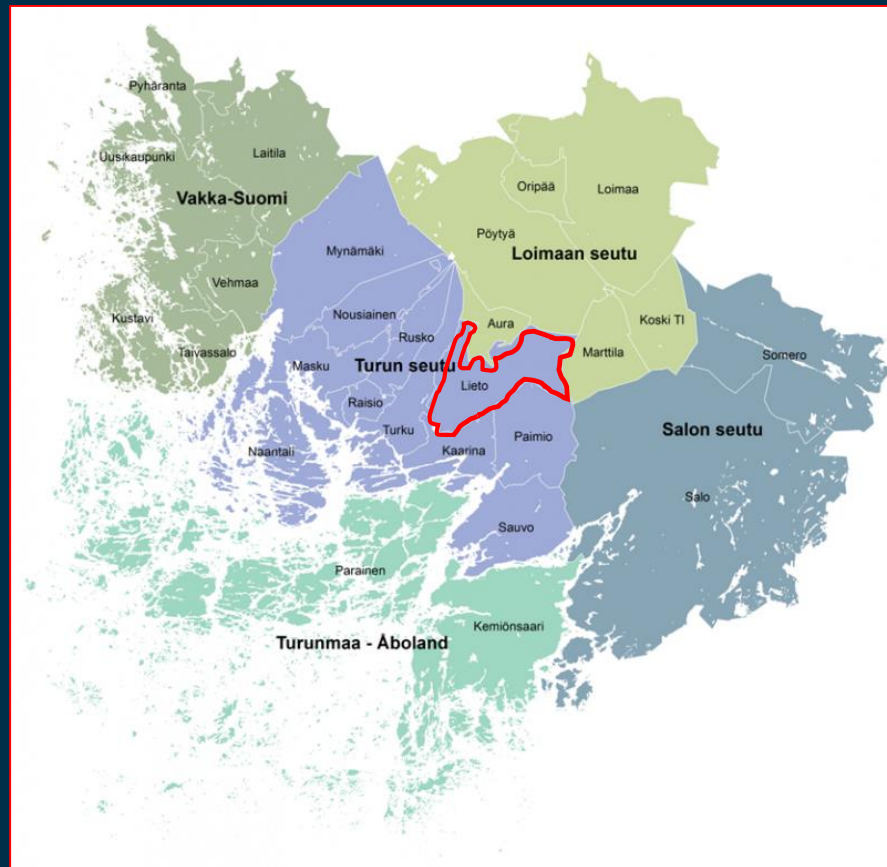 Pyhäranta
Uusikaupunki
Laitila
Vakka-Suomi
Vehmaa
Kustavi
Taivassalo
Mynämäki
Nousiainen
Rusko
Masku
Turun seutu
Lieto
Raisio
Turku
Naantali
Kaarina
Paimio
Sauvo
Oripää
Loimaa
Pöytyä
Loimaan seutu
Aura
Koski Tl
Marttila
Somero
Salon seutu
Salo
Parainen
Kemiönsaari
Turunmaa - Åboland